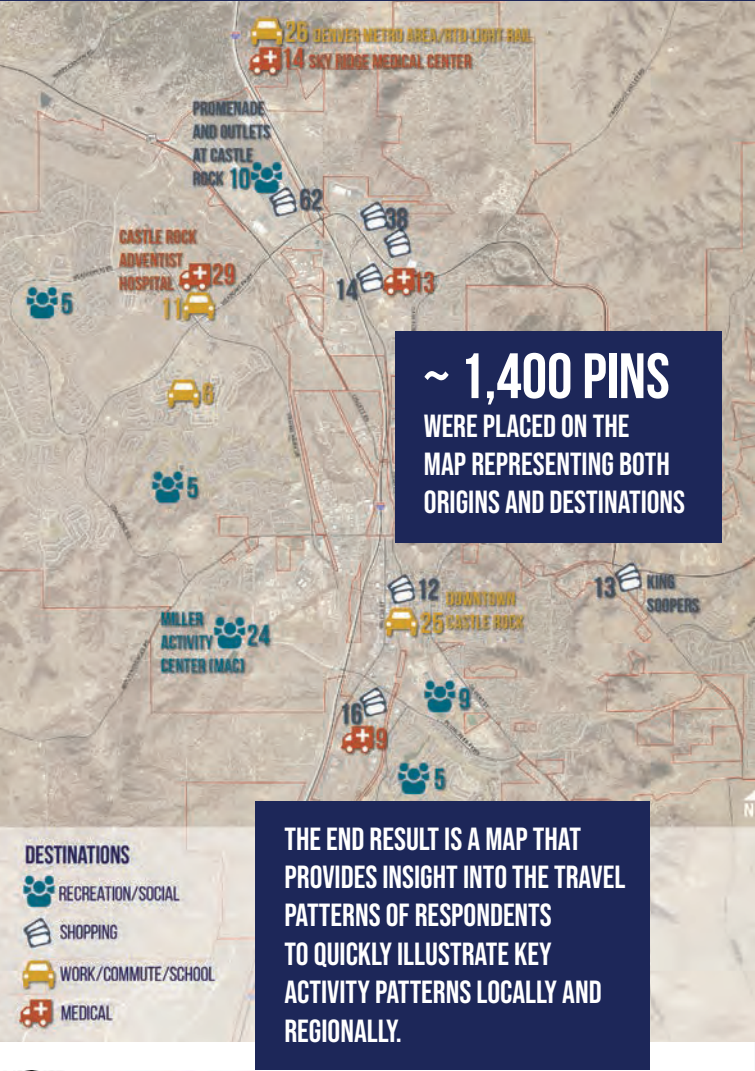 26 DENVER METRO AREA/RTD LIGHT RAIL
14 SKY RIDGE MEDICAL CENTER
PROMENADE
AND OUTLETS
AT CASTLE
ROCK 10
62
38
CASTLE ROCK
ADVENTIST
HOSPITAL 29
11
14
13
5
6
~ 1,400 PINS
WERE PLACED ON THE
MAP REPRESENTING BOTH
ORIGINS AND DESTINATIONS
5
12 DOWNTOWN
25 CASTLE ROCK
13 KING
SOOPERS
MILLER
ACTIVITY 24
CENTER (MAC)
16
9
9
5
N
THE END RESULT IS A MAP THAT
PROVIDES INSIGHT INTO THE TRAVEL
PATTERNS OF RESPONDENTS
TO QUICKLY ILLUSTRATE KEY
ACTIVITY PATTERNS LOCALLY AND
REGIONALLY.
DESTINATIONS
RECREATION/SOCIAL
SHOPPING
WORK/COMMUTE/SCHOOL
MEDICAL